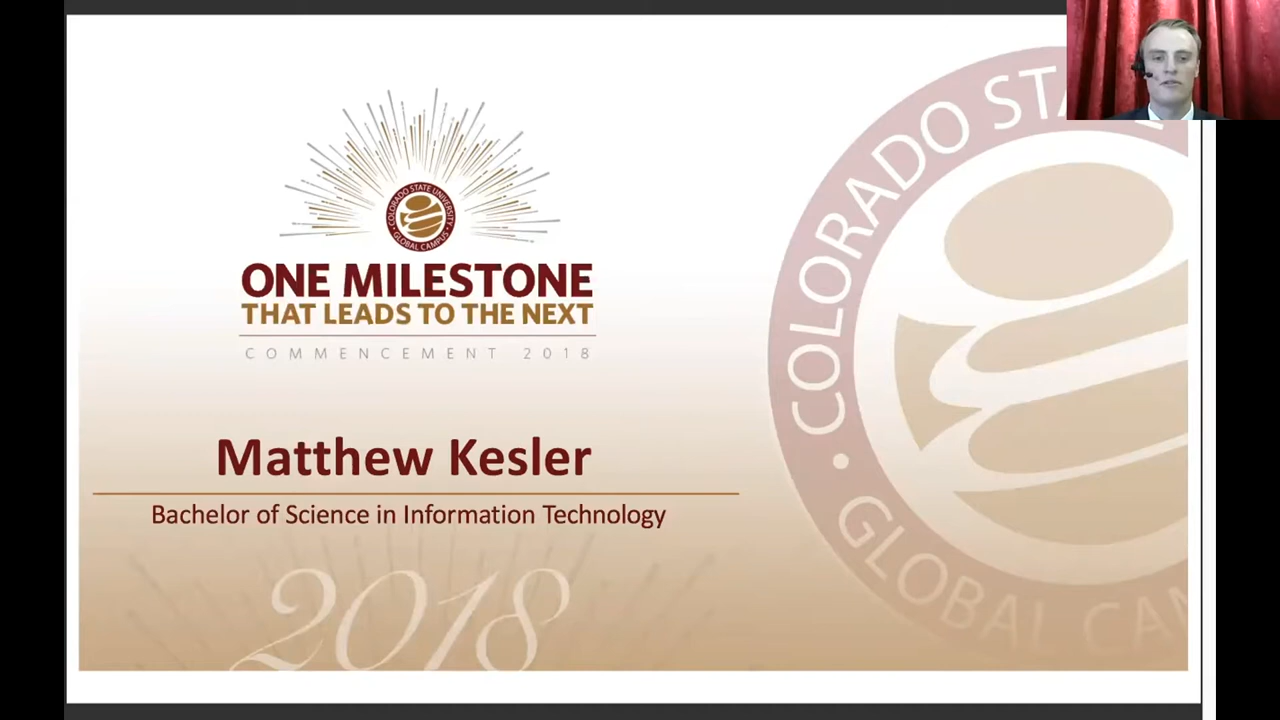 COLORADO STATE UNIVERSITY
GLOBAL CAMPUS
ONE MILESTONE
THAT LEADS TO THE NEXT
COMMENCEMENT 2018
Matthew Kesler
Bachelor of Science in Information Technology
2018
COLORADO STA
GLOBAL CAM